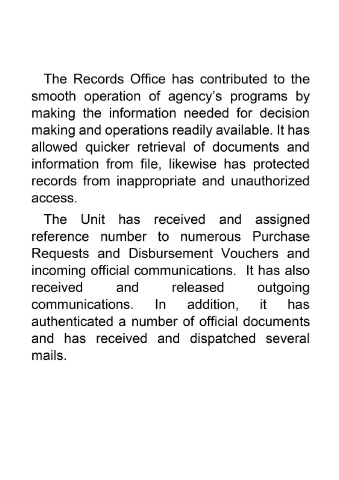 The Records Office has contributed to the
smooth operation of agency's programs by
making the information needed for decision
making and operations readily available. It has
allowed quicker retrieval of documents and
information from file, likewise has protected
records from inappropriate and unauthorized
access.
The Unit has received and assigned
reference number to numerous Purchase
Requests and Disbursement Vouchers and
incoming official communications.  It has also
received and released outgoing
communications. In addition, it has
authenticated a number of official documents
and has received and dispatched several
mails.